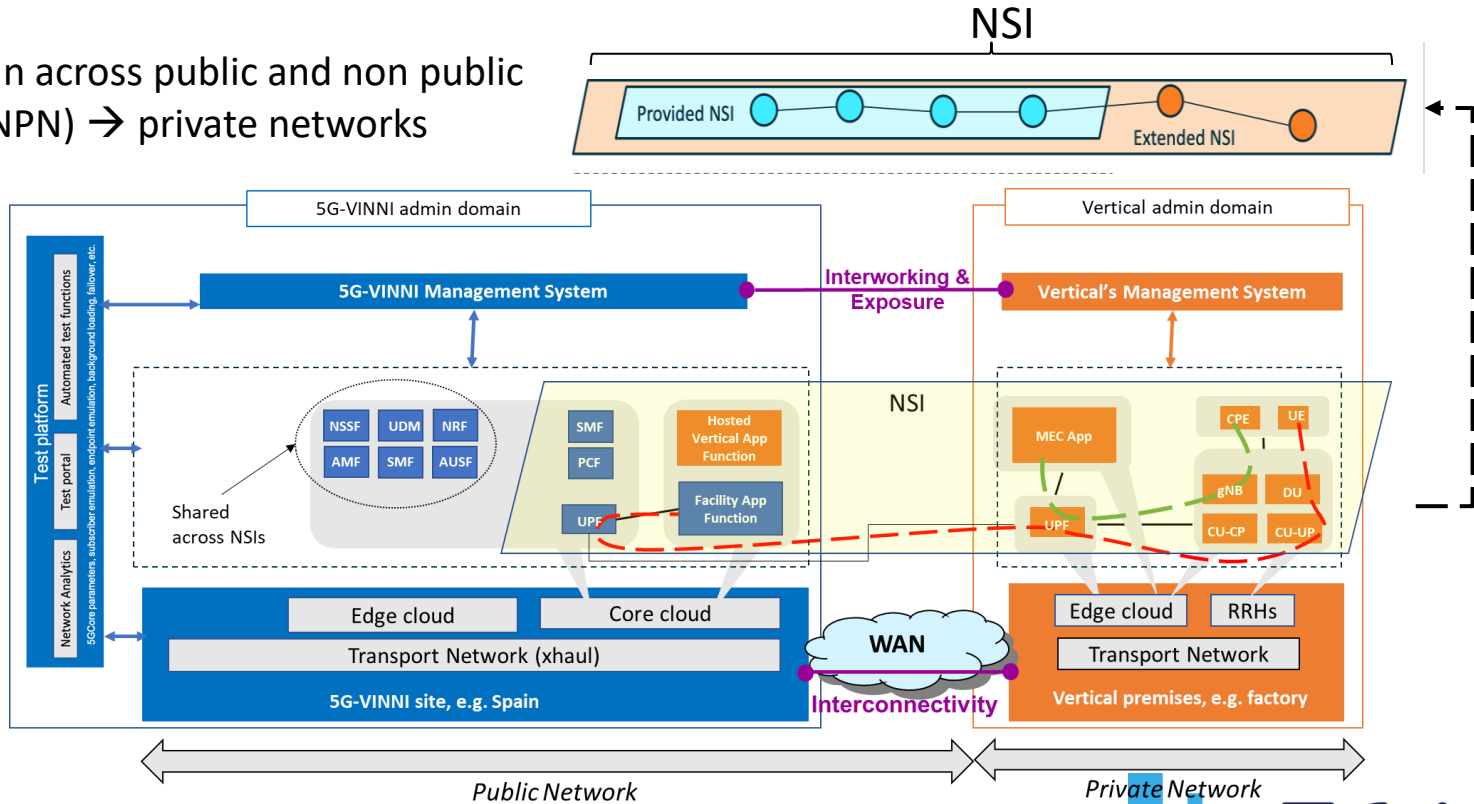 NSI
n across public and non public
NPN) → private networks
Provided NSI
Extended NSI
5G-VINNI admin domain
Vertical admin domain
Test platform
Automated test functions
Test portal
Network Analytics
5GCore parameters, subscriber emulation, endpoint emulation, background loading, failover, etc.
5G-VINNI Management System
Interworking &
Exposure
Vertical's Management System
NSI
NSSF
UDM
NRF
AMF
SMF
AUSF
Shared
across NSIs
SMF
PCF
UPF
Hosted
Vertical App
Function
Facility App
Function
MEC App
UPF
CPE
UE
gNB
DU
CU-CP
CU-UP
Edge cloud
Core cloud
Transport Network (xhaul)
5G-VINNI site, e.g. Spain
WAN
Interconnectivity
Edge cloud
RRHs
Transport Network
Vertical premises, e.g. factory
Public Network
Private Network